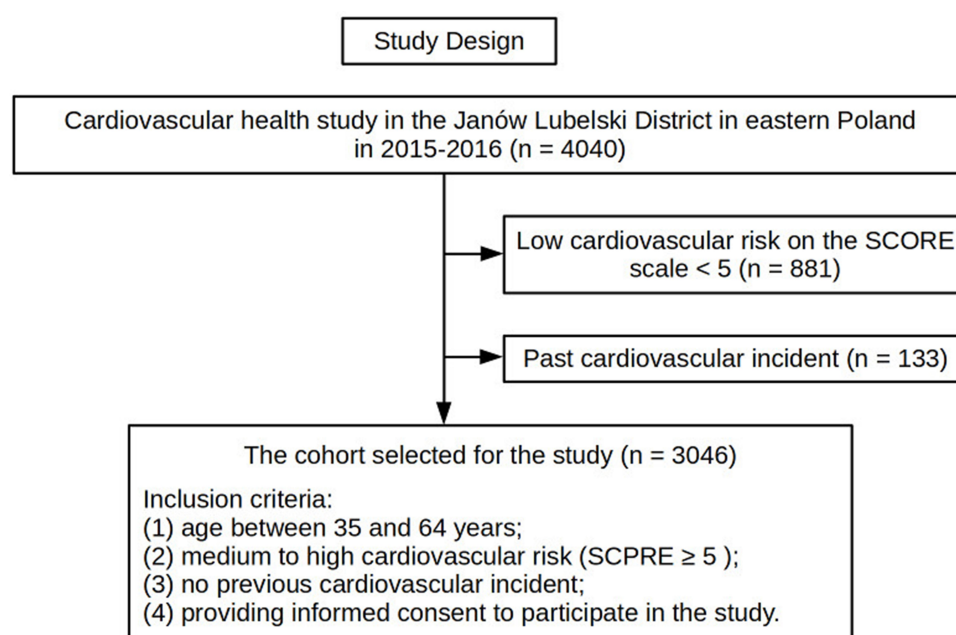 Study Design
Cardiovascular health study in the Janów Lubelski District in eastern Poland
in 2015-2016 (n = 4040)
Low cardiovascular risk on the SCORE
scale < 5 (n = 881)
Past cardiovascular incident (n = 133)
The cohort selected for the study (n = 3046)
Inclusion criteria:
(1) age between 35 and 64 years;
(2) medium to high cardiovascular risk (SCPRE ≥ 5 );
(3) no previous cardiovascular incident;
(4) providing informed consent to participate in the study.